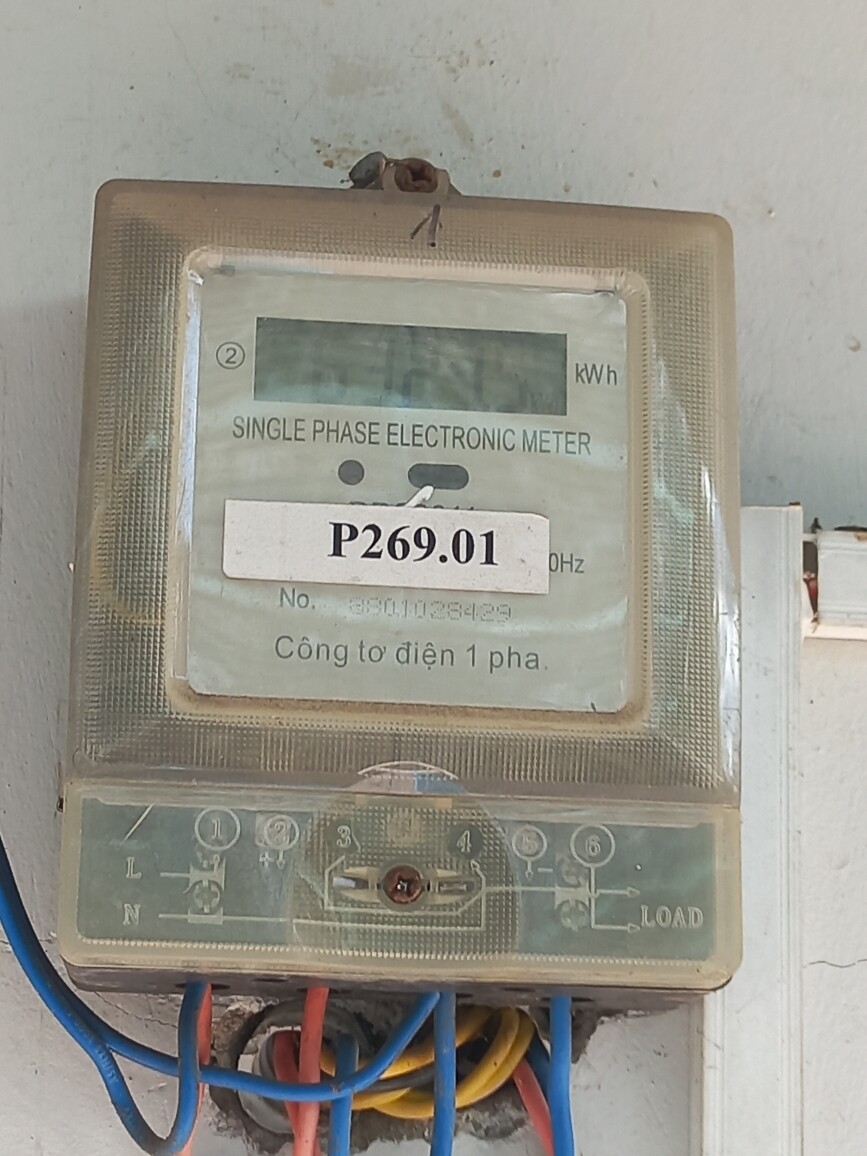 ② kWh
SINGLE PHASE ELECTRONIC METER
P269.01
0Hz
No. 8801028429
Công tơ điện 1 pha.
1 2 3 4 5 6
L
N LOAD